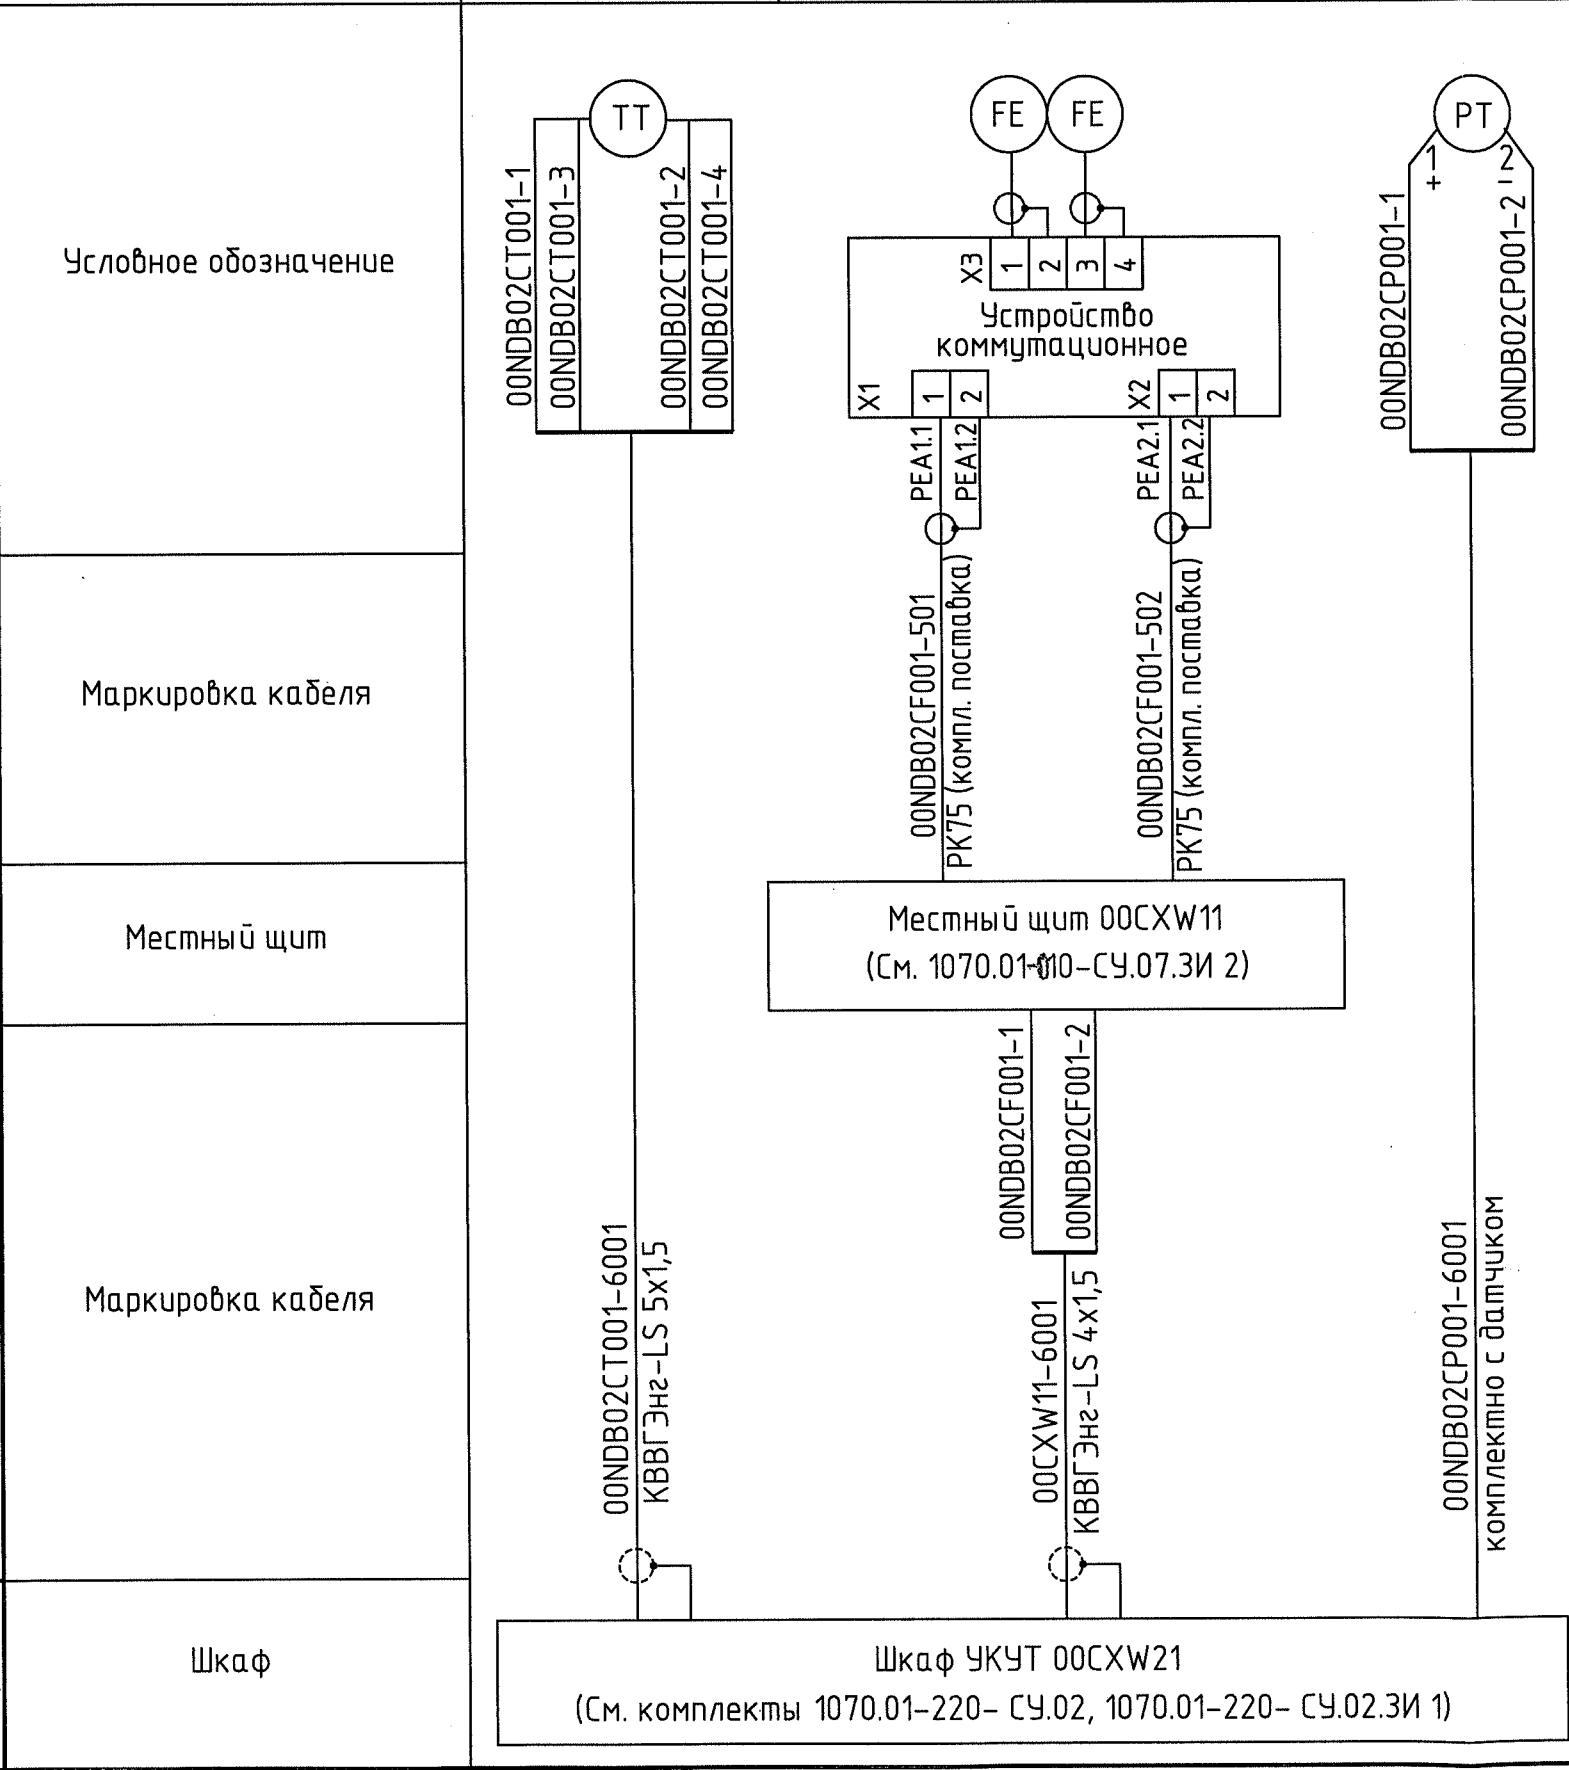 Условное обозначение
TT
00NDB02CT001-1
00NDB02CT001-3
00NDB02CT001-2
00NDB02CT001-4
FE
FE
X3
1
2
3
4
Устройство
коммутационное
X1
1
2
X2
1
2
PEA1.1
PEA1.2
PEA2.1
PEA2.2
PT
1
+
2
-
00NDB02CP001-1
00NDB02CP001-2
Маркировка кабеля
00NDB02CF001-501
РК75 (компл. поставка)
00NDB02CF001-502
РК75 (компл. поставка)
Местный щит
Местный щит 00CXW11
(См. 1070.01-010-СУ.07.ЗИ 2)
Маркировка кабеля
00NDB02CT001-6001
КВВГЭнг-LS 5x1,5
00NDB02CF001-1
00NDB02CF001-2
00CXW11-6001
КВВГЭнг-LS 4x1,5
00NDB02CP001-6001
комплектно с датчиком
Шкаф
Шкаф УКУТ 00CXW21
(См. комплекты 1070.01-220- СУ.02, 1070.01-220- СУ.02.ЗИ 1)